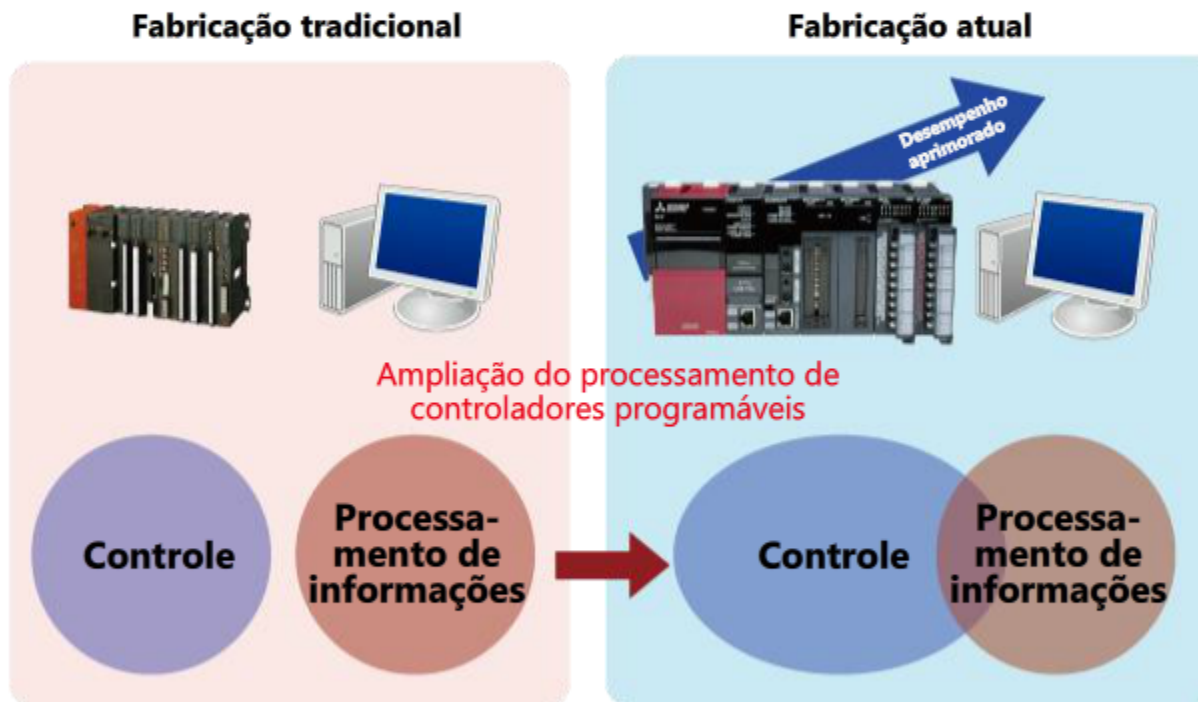 Fabricação tradicional
Fabricação atual
Desempenho
aprimorado
Ampliação do processamento de
controladores programáveis
Controle
Processa-
mento de
informações
Controle
Processa-
mento de
informações